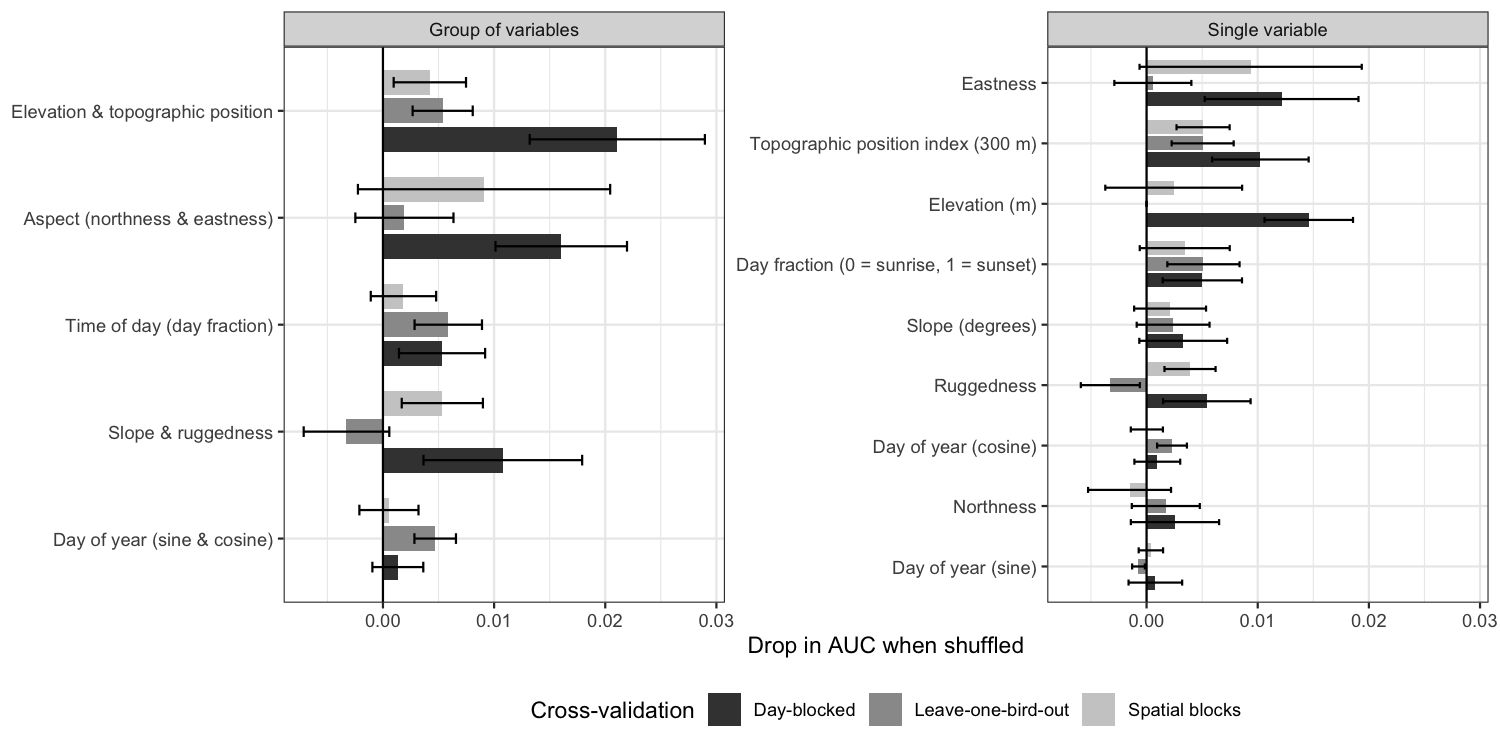 Group of variables
Elevation & topographic position
Aspect (northness & eastness)
Time of day (day fraction)
Slope & ruggedness
Day of year (sine & cosine)
0.00 0.01 0.02 0.03
Single variable
Eastness
Topographic position index (300 m)
Elevation (m)
Day fraction (0 = sunrise, 1 = sunset)
Slope (degrees)
Ruggedness
Day of year (cosine)
Northness
Day of year (sine)
0.00 0.01 0.02 0.03
Drop in AUC when shuffled
Cross-validation Day-blocked Leave-one-bird-out Spatial blocks